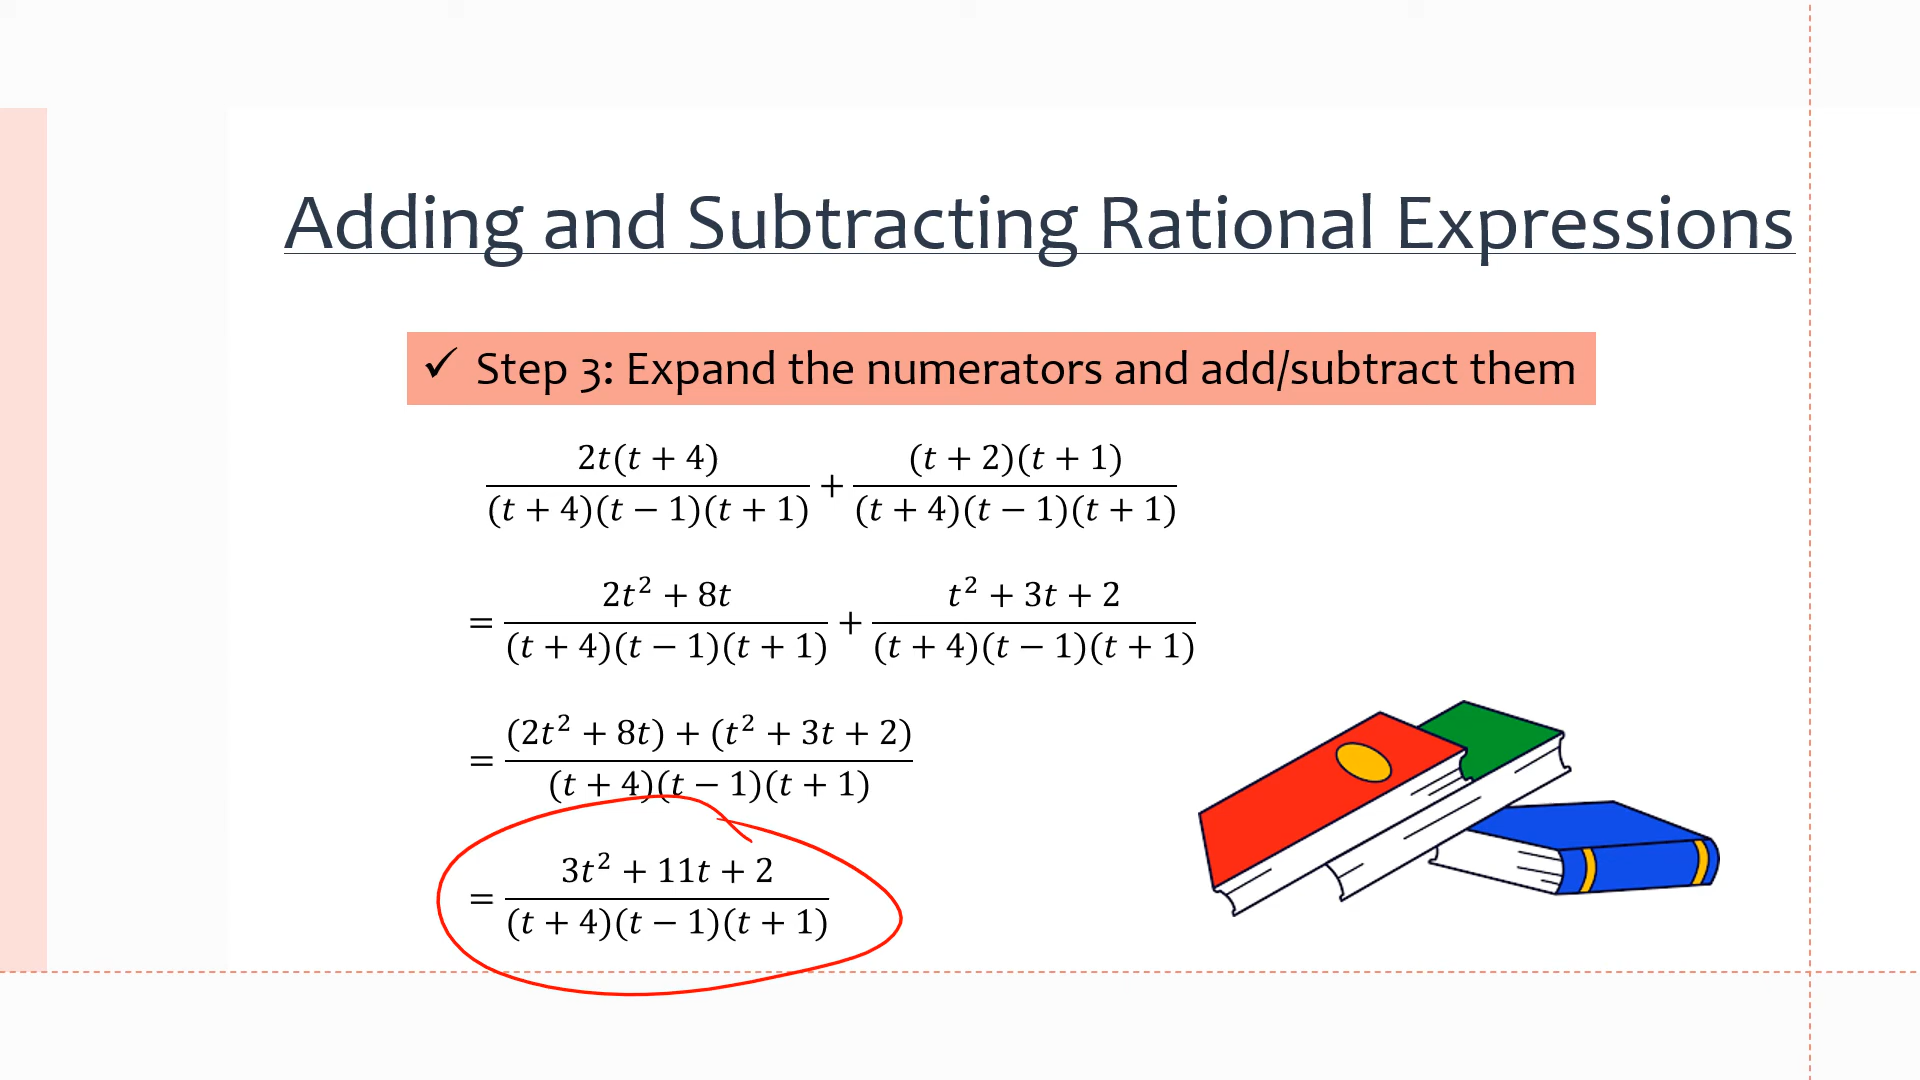 Adding and Subtracting Rational Expressions
✓ Step 3: Expand the numerators and add/subtract them
2t(t + 4)/(t + 4)(t − 1)(t + 1) + (t + 2)(t + 1)/(t + 4)(t − 1)(t + 1)
= 2t² + 8t/(t + 4)(t − 1)(t + 1) + t² + 3t + 2/(t + 4)(t − 1)(t + 1)
= (2t² + 8t) + (t² + 3t + 2)/(t + 4)(t − 1)(t + 1)
= 3t² + 11t + 2/(t + 4)(t − 1)(t + 1)